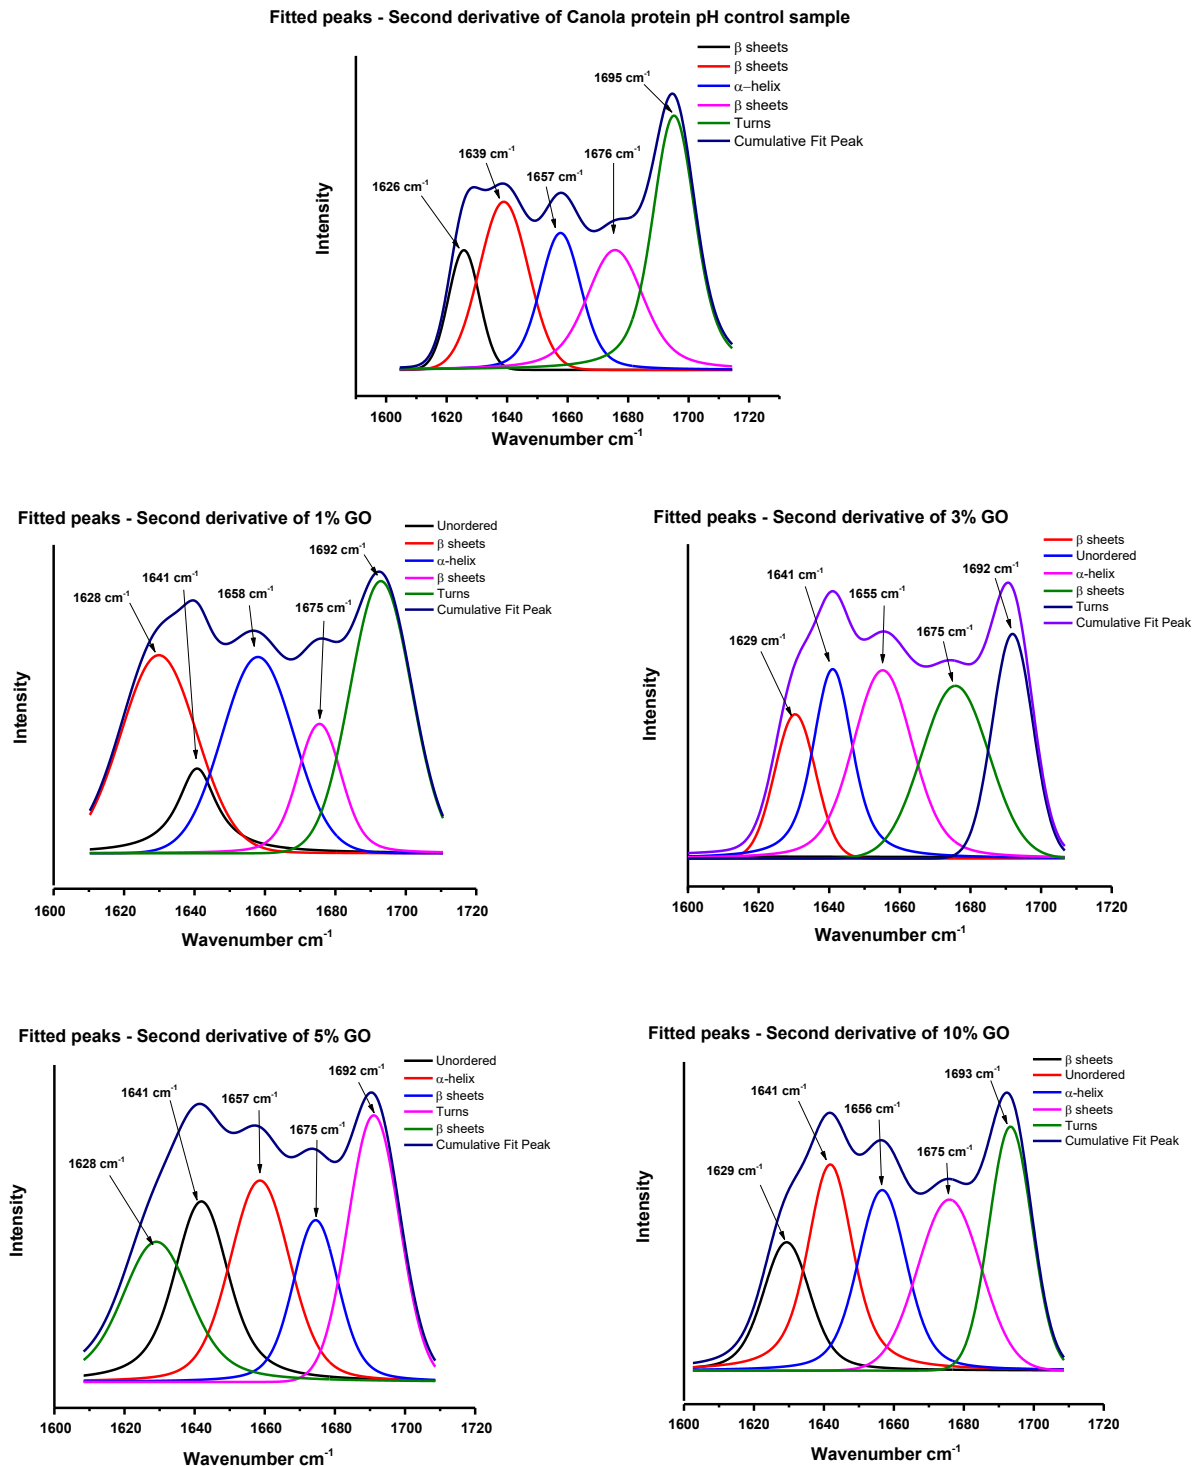 Fitted peaks - Second derivative of Canola protein pH control sample
β sheets
β sheets
α–helix
β sheets
Turns
Cumulative Fit Peak
1695 cm-1
1639 cm-1
1676 cm-1
1657 cm-1
1626 cm-1
Intensity
1600 1620 1640 1660 1680 1700 1720
Wavenumber cm-1
Fitted peaks - Second derivative of 1% GO
Unordered
β sheets
α-helix
β sheets
Turns
Cumulative Fit Peak
1692 cm-1
1641 cm-1
1628 cm-1
1658 cm-1
1675 cm-1
Intensity
1600 1620 1640 1660 1680 1700 1720
Wavenumber cm-1
Fitted peaks - Second derivative of 3% GO
β sheets
Unordered
α-helix
β sheets
Turns
Cumulative Fit Peak
1692 cm-1
1641 cm-1
1655 cm-1
1629 cm-1
1675 cm-1
Intensity
1600 1620 1640 1660 1680 1700 1720
Wavenumber cm-1
Fitted peaks - Second derivative of 5% GO
Unordered
α-helix
β sheets
Turns
β sheets
Cumulative Fit Peak
1692 cm-1
1641 cm-1
1657 cm-1
1675 cm-1
1628 cm-1
Intensity
1600 1620 1640 1660 1680 1700 1720
Wavenumber cm-1
Fitted peaks - Second derivative of 10% GO
β sheets
Unordered
α-helix
β sheets
Turns
Cumulative Fit Peak
1693 cm-1
1641 cm-1
1656 cm-1
1675 cm-1
1629 cm-1
Intensity
1600 1620 1640 1660 1680 1700 1720
Wavenumber cm-1